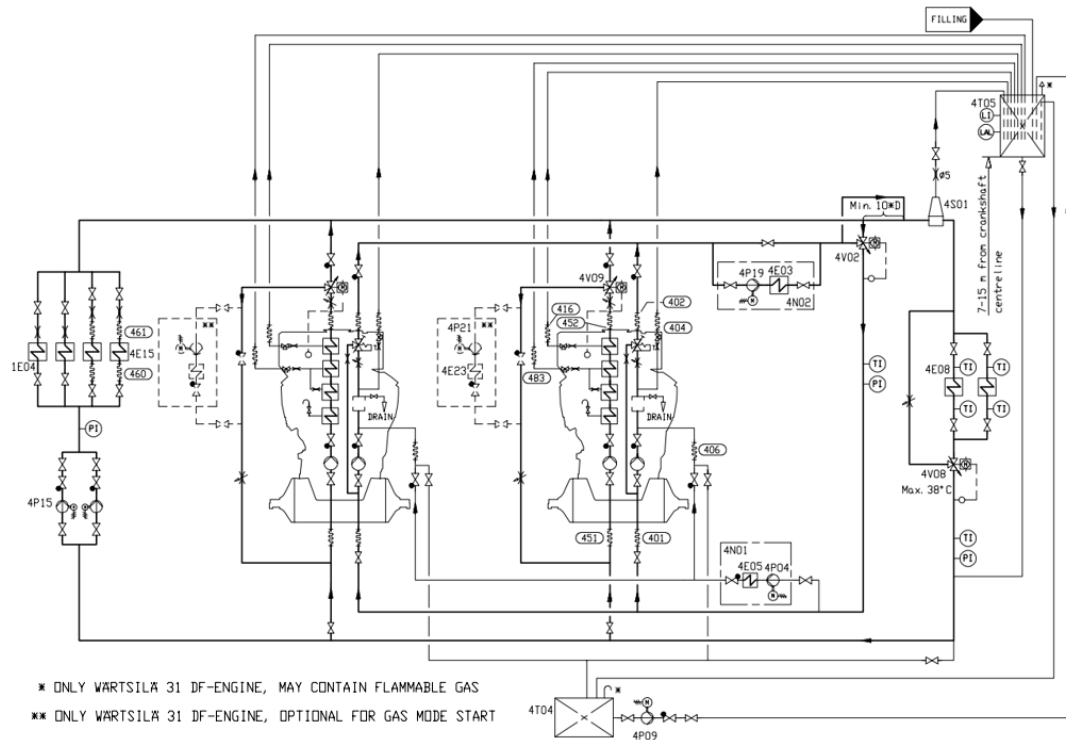 FILLING
4T05
LI
LAL
ø5
Min. 10*D
4S01
4V02
7-15 m from crankshaft
centreline
4P19 4E03
4N02
4V09
416
402
452
404
461
4E15
1E04
460
4P21
**
**
4E23
483
DRAIN
DRAIN
TI
PI
TI
4E08
TI
TI
TI
PI
406
4P15
4V08
Max. 38°C
451
401
4N01
4E05 4P04
TI
PI
* ONLY WÄRTSILÄ 31 DF-ENGINE, MAY CONTAIN FLAMMABLE GAS
** ONLY WÄRTSILÄ 31 DF-ENGINE, OPTIONAL FOR GAS MODE START
4T04
*
4P09